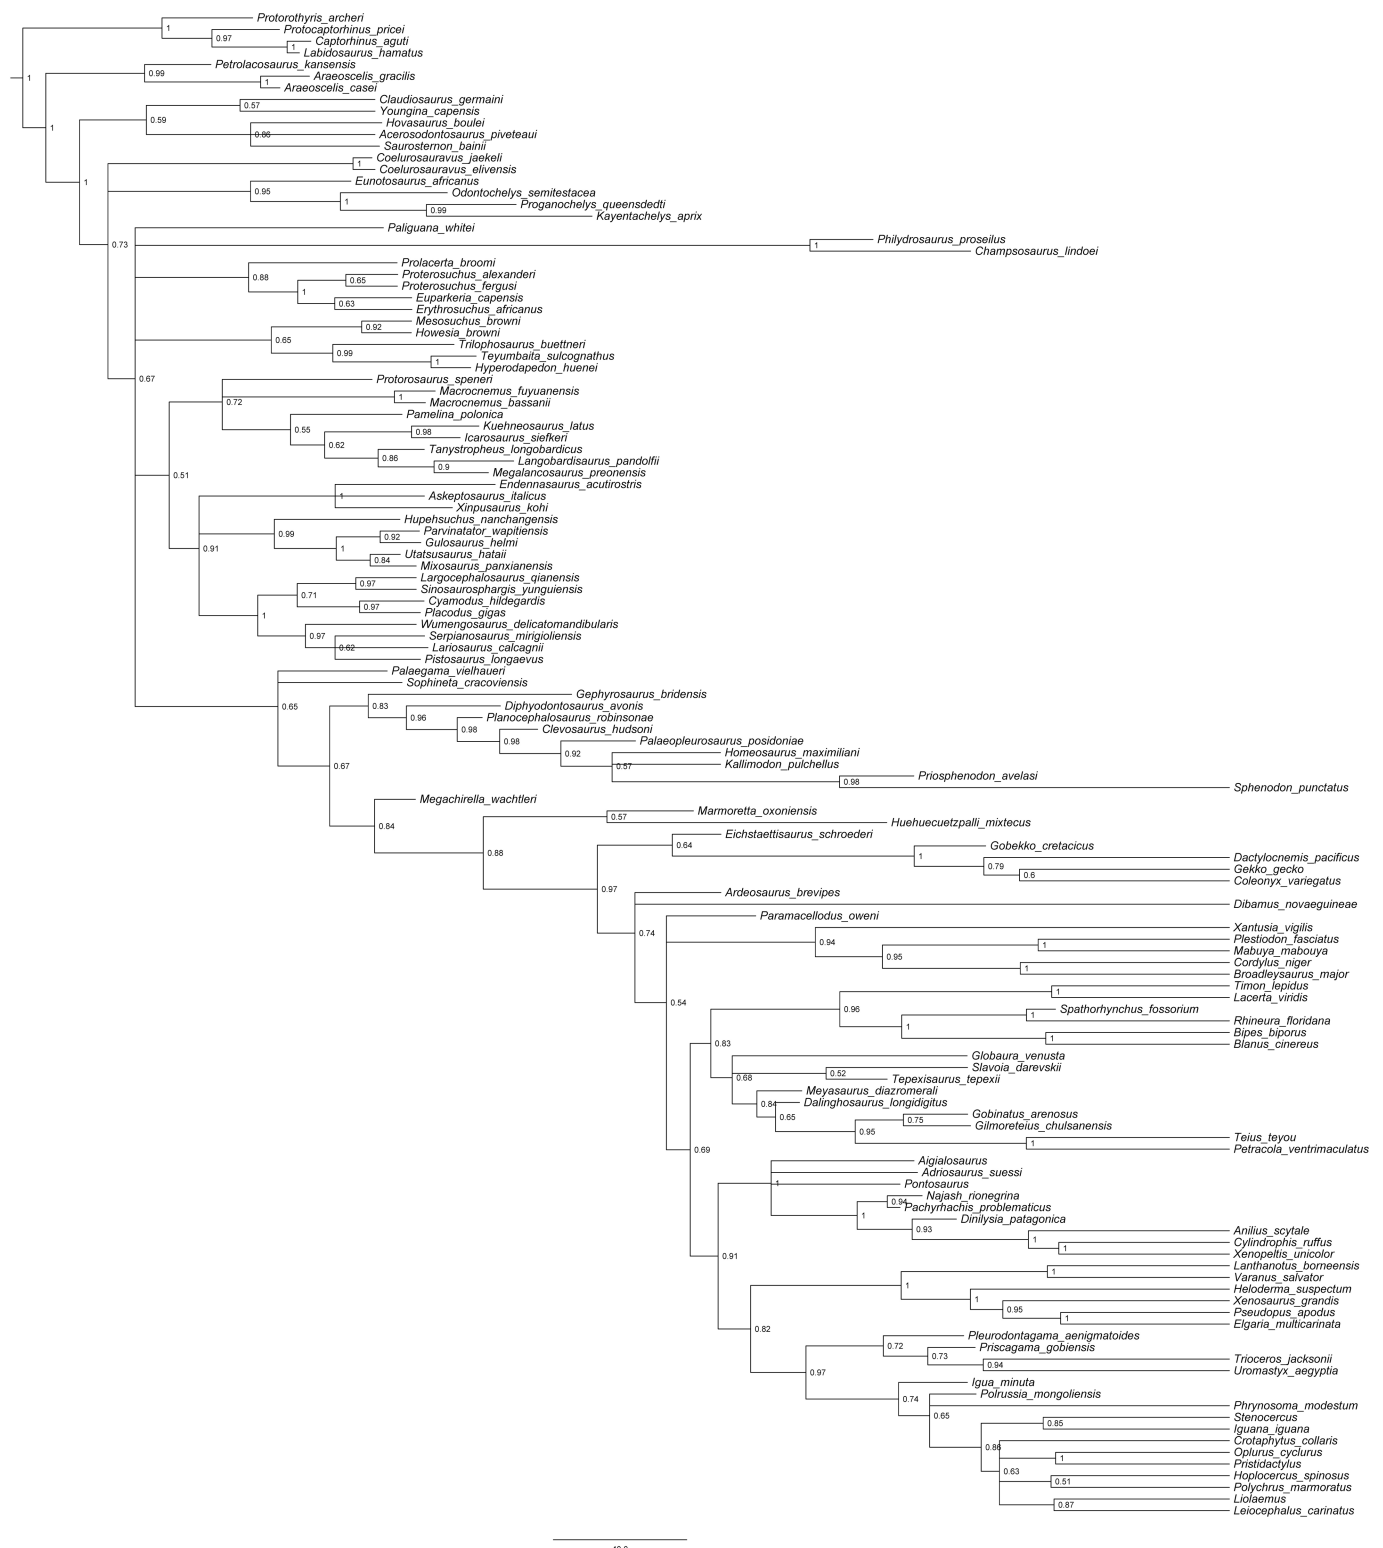 Protorothyris_archeri
1
Protocaptorhinus_pricei
0.97
Captorhinus_aguti
1
Labidosaurus_hamatus
Petrolacosaurus_kansensis
0.99
1
Araeoscelis_gracilis
1
Araeoscelis_casei
Claudiosaurus_germaini
0.57
Youngina_capensis
0.59
Hovasaurus_boulei
1
0.86
Acerosodontosaurus_piveteaui
Saurosternon_bainii
Coelurosauravus_jaekeli
1
Coelurosauravus_elivensis
Eunotosaurus_africanus
1
0.95
Odontochelys_semitestacea
1
Proganochelys_queensdedti
0.99
Kayentachelys_aprix
Paliguana_whitei
Philydrosaurus_proseilus
0.73
1
Champsosaurus_lindoei
Prolacerta_broomi
0.88
Proterosuchus_alexanderi
0.65
Proterosuchus_fergusi
1
Euparkeria_capensis
0.63
Erythrosuchus_africanus
Mesosuchus_browni
0.92
Howesia_browni
0.65
Trilophosaurus_buettneri
0.99
Teyumbaita_sulcognathus
1
Hyperodapedon_huenei
0.67
Protorosaurus_speneri
Macrocnemus_fuyuanensis
1
0.72
Macrocnemus_bassanii
Pamelina_polonica
0.55
Kuehneosaurus_latus
0.98
Icarosaurus_siefkeri
0.62
Tanystropheus_longobardicus
0.86
Langobardisaurus_pandolfii
0.9
Megalancosaurus_preonensis
0.51
Endennasaurus_acutirostris
1
Askeptosaurus_italicus
Xinpusaurus_kohi
Hupehsuchus_nanchangensis
0.99
Parvinatator_wapitiensis
0.92
Gulosaurus_helmi
0.91
1
Utatsusaurus_hataii
0.84
Mixosaurus_panxianensis
Largocephalosaurus_qianensis
0.97
Sinosaurosphargis_yunguiensis
0.71
Cyamodus_hildegardis
0.97
Placodus_gigas
1
Wumengosaurus_delicatomandibularis
0.97
Serpianosaurus_mirigioliensis
0.62
Lariosaurus_calcagnii
Pistosaurus_longaevus
Palaegama_vielhaueri
Sophineta_cracoviensis
Gephyrosaurus_bridensis
0.65
0.83
Diphyodontosaurus_avonis
0.96
Planocephalosaurus_robinsonae
0.98
Clevosaurus_hudsoni
0.98
Palaeopleurosaurus_posidoniae
0.92
Homeosaurus_maximiliani
0.57
Kallimodon_pulchellus
0.67
Priosphenodon_avelasi
0.98
Sphenodon_punctatus
Megachirella_wachtleri
0.84
Marmoretta_oxoniensis
0.57
Huehuecuetzpalli_mixtecus
0.88
Eichstaettisaurus_schroederi
0.64
Gobekko_cretacicus
1
Dactylocnemis_pacificus
0.79
Gekko_gecko
0.6
Coleonyx_variegatus
0.97
Ardeosaurus_brevipes
Dibamus_novaeguineae
0.74
Paramacellodus_oweni
Xantusia_vigilis
0.94
Plestiodon_fasciatus
1
Mabuya_mabouya
0.95
Cordylus_niger
1
Broadleysaurus_major
Timon_lepidus
1
Lacerta_viridis
0.54
0.96
Spathorhynchus_fossorium
1
Rhineura_floridana
1
Bipes_biporus
1
Blanus_cinereus
0.83
Globaura_venusta
Slavoia_darevskii
0.68
0.52
Tepexisaurus_tepexii
Meyasaurus_diazromerali
0.84
Dalinghosaurus_longidigitus
0.65
Gobinatus_arenosus
0.75
Gilmoreteius_chulsanensis
0.95
Teius_teyou
1
Petracola_ventrimaculatus
0.69
Aigialosaurus
Adriosaurus_suessi
1
Pontosaurus
Najash_rionegrina
0.94
Pachyrhachis_problematicus
1
Dinilysia_patagonica
0.93
Anilius_scytale
1
Cylindrophis_ruffus
1
Xenopeltis_unicolor
0.91
Lanthanotus_borneensis
1
Varanus_salvator
1
Heloderma_suspectum
1
Xenosaurus_grandis
0.95
Pseudopus_apodus
1
Elgaria_multicarinata
0.82
Pleurodontagama_aenigmatoides
0.72
Priscagama_gobiensis
0.73
Trioceros_jacksonii
0.94
Uromastyx_aegyptia
0.97
Igua_minuta
0.74
Polrussia_mongoliensis
Phrynosoma_modestum
0.65
Stenocercus
0.85
Iguana_iguana
0.86
Crotaphytus_collaris
Oplurus_cyclurus
1
Pristidactylus
0.63
Hoplocercus_spinosus
0.51
Polychrus_marmoratus
Liolaemus
0.87
Leiocephalus_carinatus